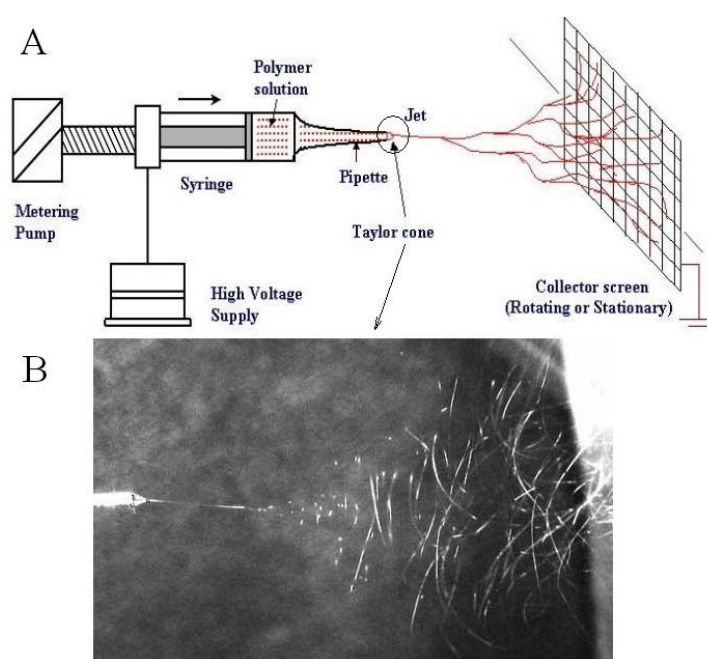 A
Polymer
solution
Jet
Syringe
Pipette
Metering
Pump
Taylor cone
High Voltage
Supply
Collector screen
(Rotating or Stationary)
B